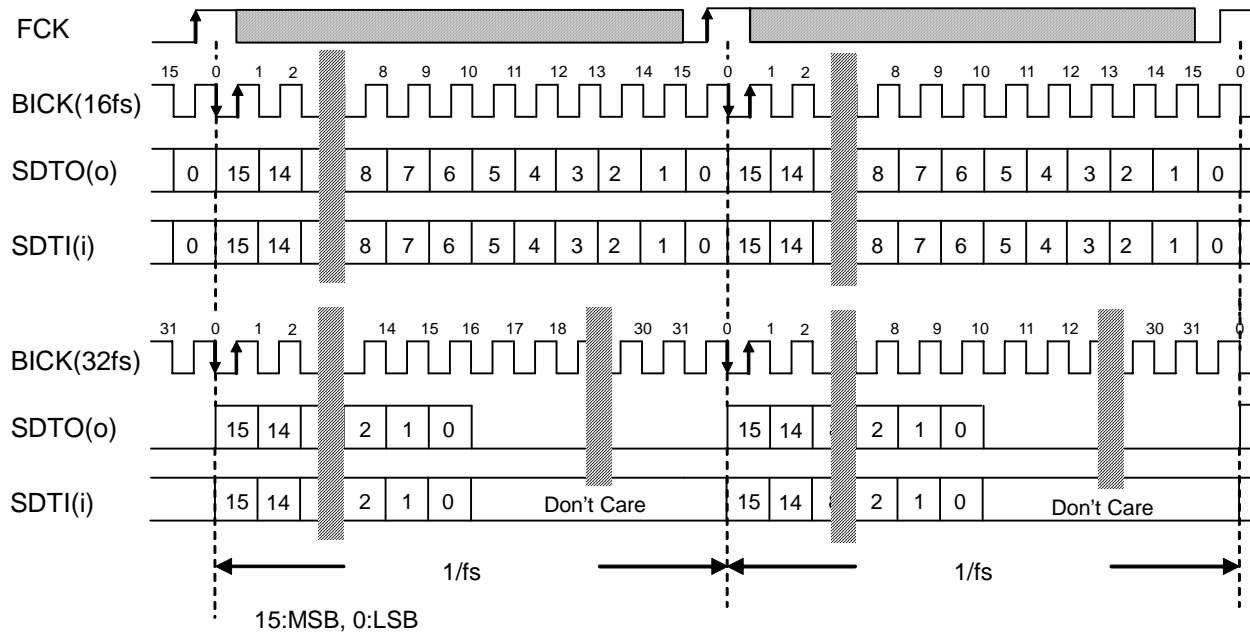 FCK
15 0 1 2 8 9 10 11 12 13 14 15 0 1 2 8 9 10 11 12 13 14 15 0
BICK(16fs)
SDTO(o) 0 15 14 8 7 6 5 4 3 2 1 0 15 14 8 7 6 5 4 3 2 1 0
SDTI(i) 0 15 14 8 7 6 5 4 3 2 1 0 15 14 8 7 6 5 4 3 2 1 0
31 0 1 2 14 15 16 17 18 30 31 0 1 2 8 9 10 11 12 30 31 0
BICK(32fs)
SDTO(o) 15 14 2 1 0 15 14 2 1 0
SDTI(i) 15 14 2 1 0 Don't Care 15 14 2 1 0 Don't Care
1/fs 1/fs
15:MSB, 0:LSB